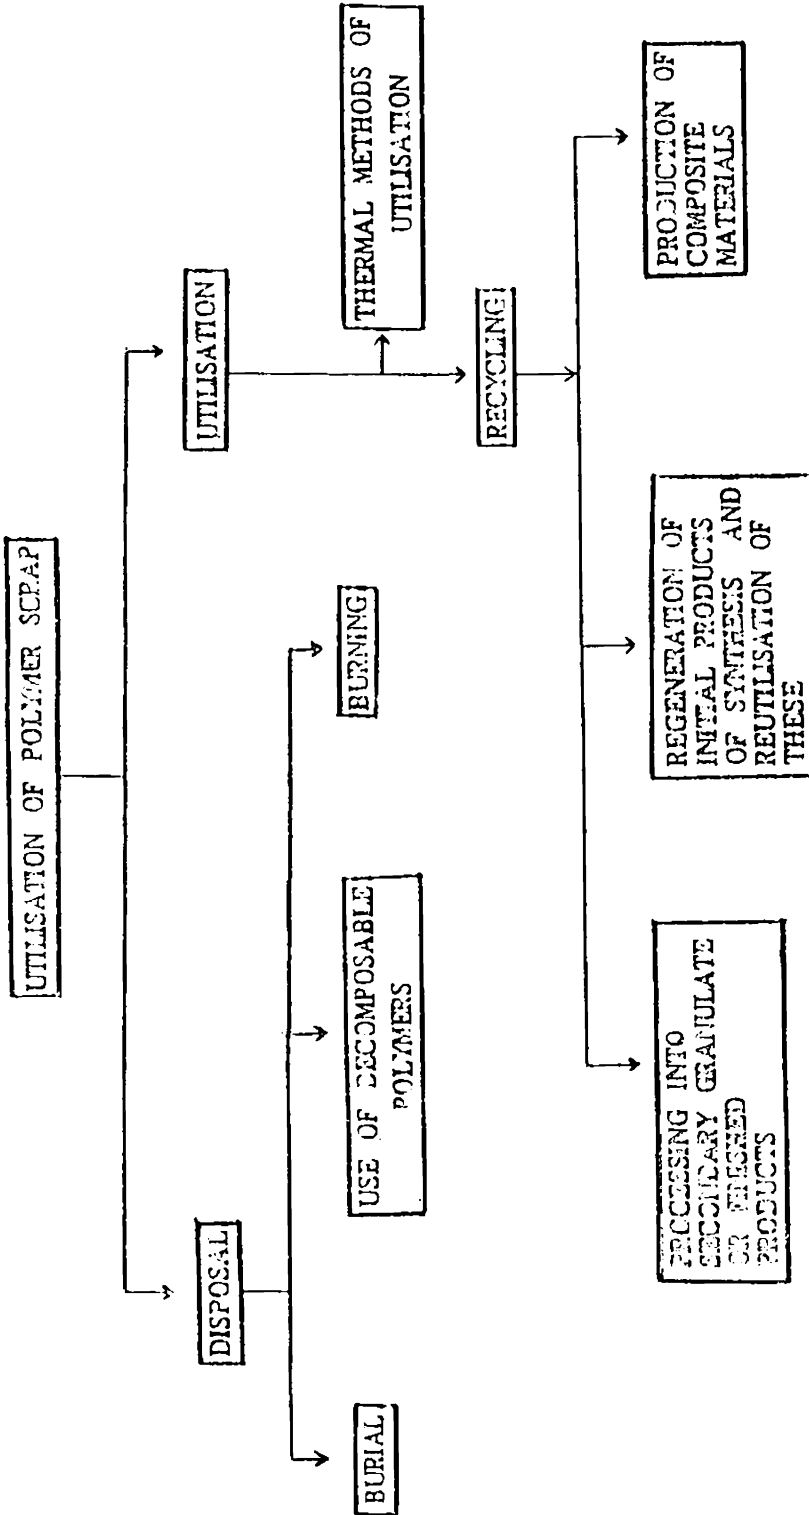 UTILISATION OF POLYMER SCRAP
DISPOSAL
UTILISATION
BURIAL
USE OF DECOMPOSABLE
POLYMERS
BURNING
THERMAL METHODS OF
UTILISATION
RECYCLING
PROCESSING INTO
SECONDARY GRANULATE
OR FINISHED
PRODUCTS
REGENERATION OF
INITIAL PRODUCTS
OF SYNTHESIS AND
REUTILISATION OF
THESE
PRODUCTION OF
COMPOSITE
MATERIALS